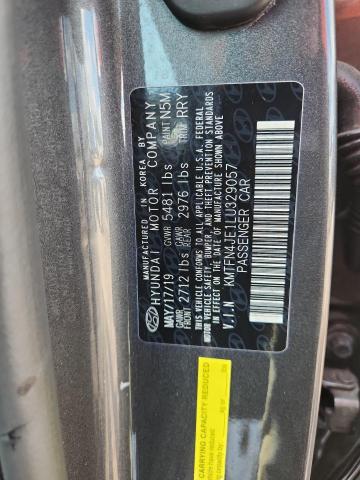 MANUFACTURED IN KOREA BY
HYUNDAI MOTOR COMPANY
MAY/17/19 GVWR 5481 lbs PAINT N5M
GAWR FRONT 2712 lbs GAWR REAR 2976 lbs RRY
THIS VEHICLE CONFORMS TO ALL APPLICABLE U.S.A. FEDERAL
MOTOR VEHICLE SAFETY, BUMPER, AND THEFT PREVENTION STANDARDS
IN EFFECT ON THE DATE OF MANUFACTURE SHOWN ABOVE
V.I.N KMTFN4JE1LU329057
PASSENGER CAR
CARRYING CAPACITY REDUCED